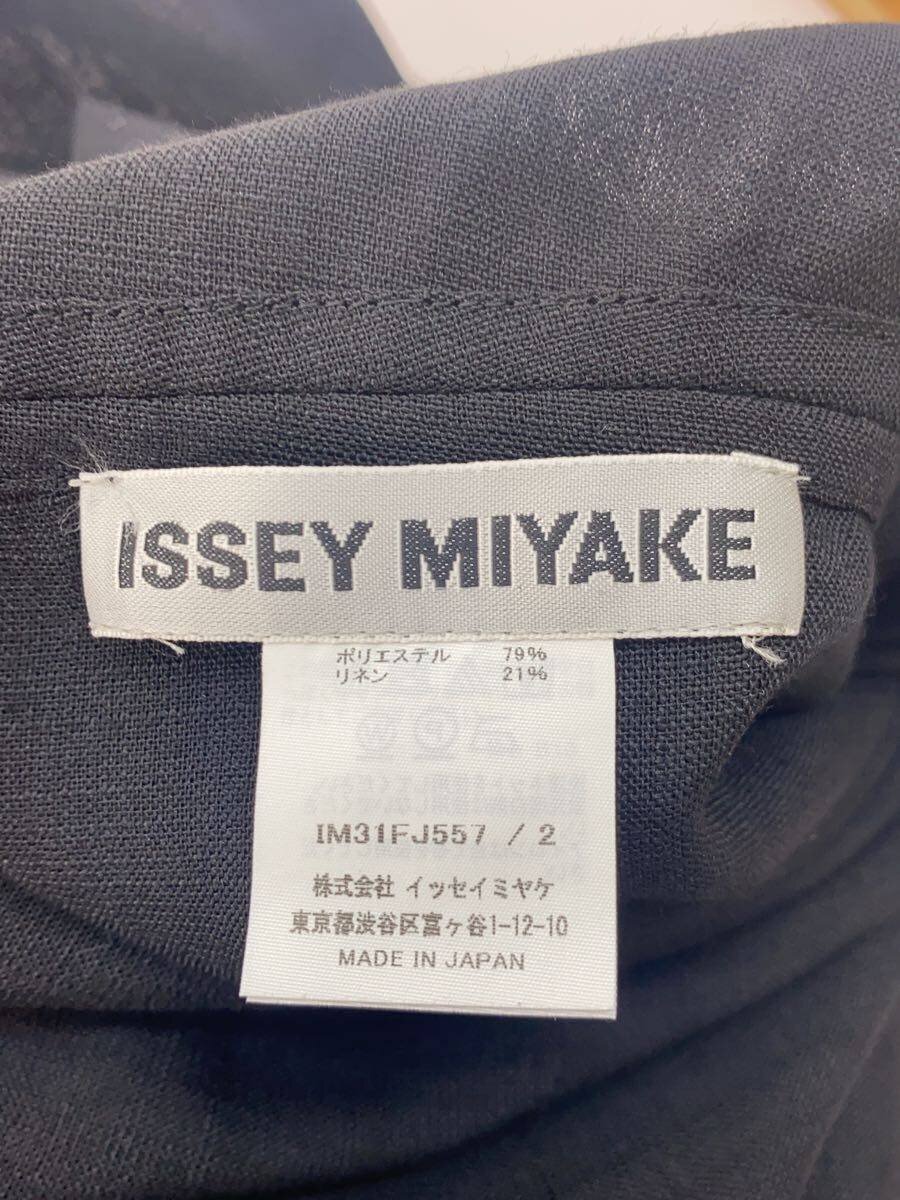 ISSEY MIYAKE
ポリエステル 79%
リネン 21%
IM31FJ557 / 2
株式会社 イッセイミヤケ
東京都渋谷区富ヶ谷1-12-10
MADE IN JAPAN